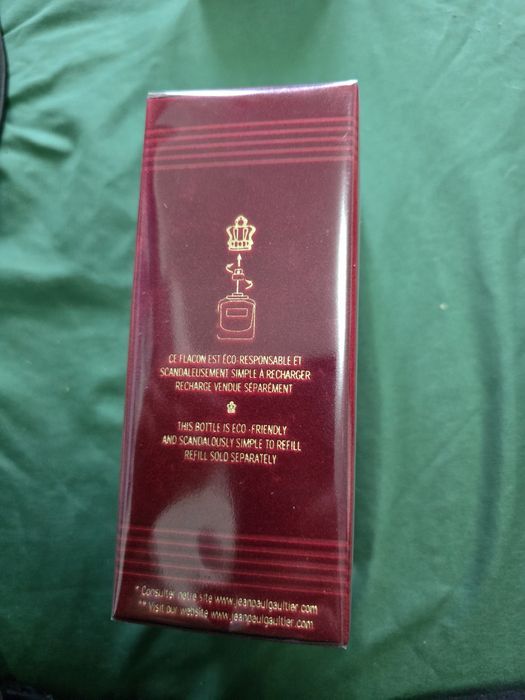 CE FLACON EST ÉCO-RESPONSABLE ET
SCANDALEUSEMENT SIMPLE À RECHARGER
RECHARGE VENDUE SÉPARÉMENT
THIS BOTTLE IS ECO-FRIENDLY
AND SCANDALOUSLY SIMPLE TO REFILL
REFILL SOLD SEPARATELY
* Consulter notre site www.jeanpaulgaultier.com
** Visit our website www.jeanpaulgaultier.com